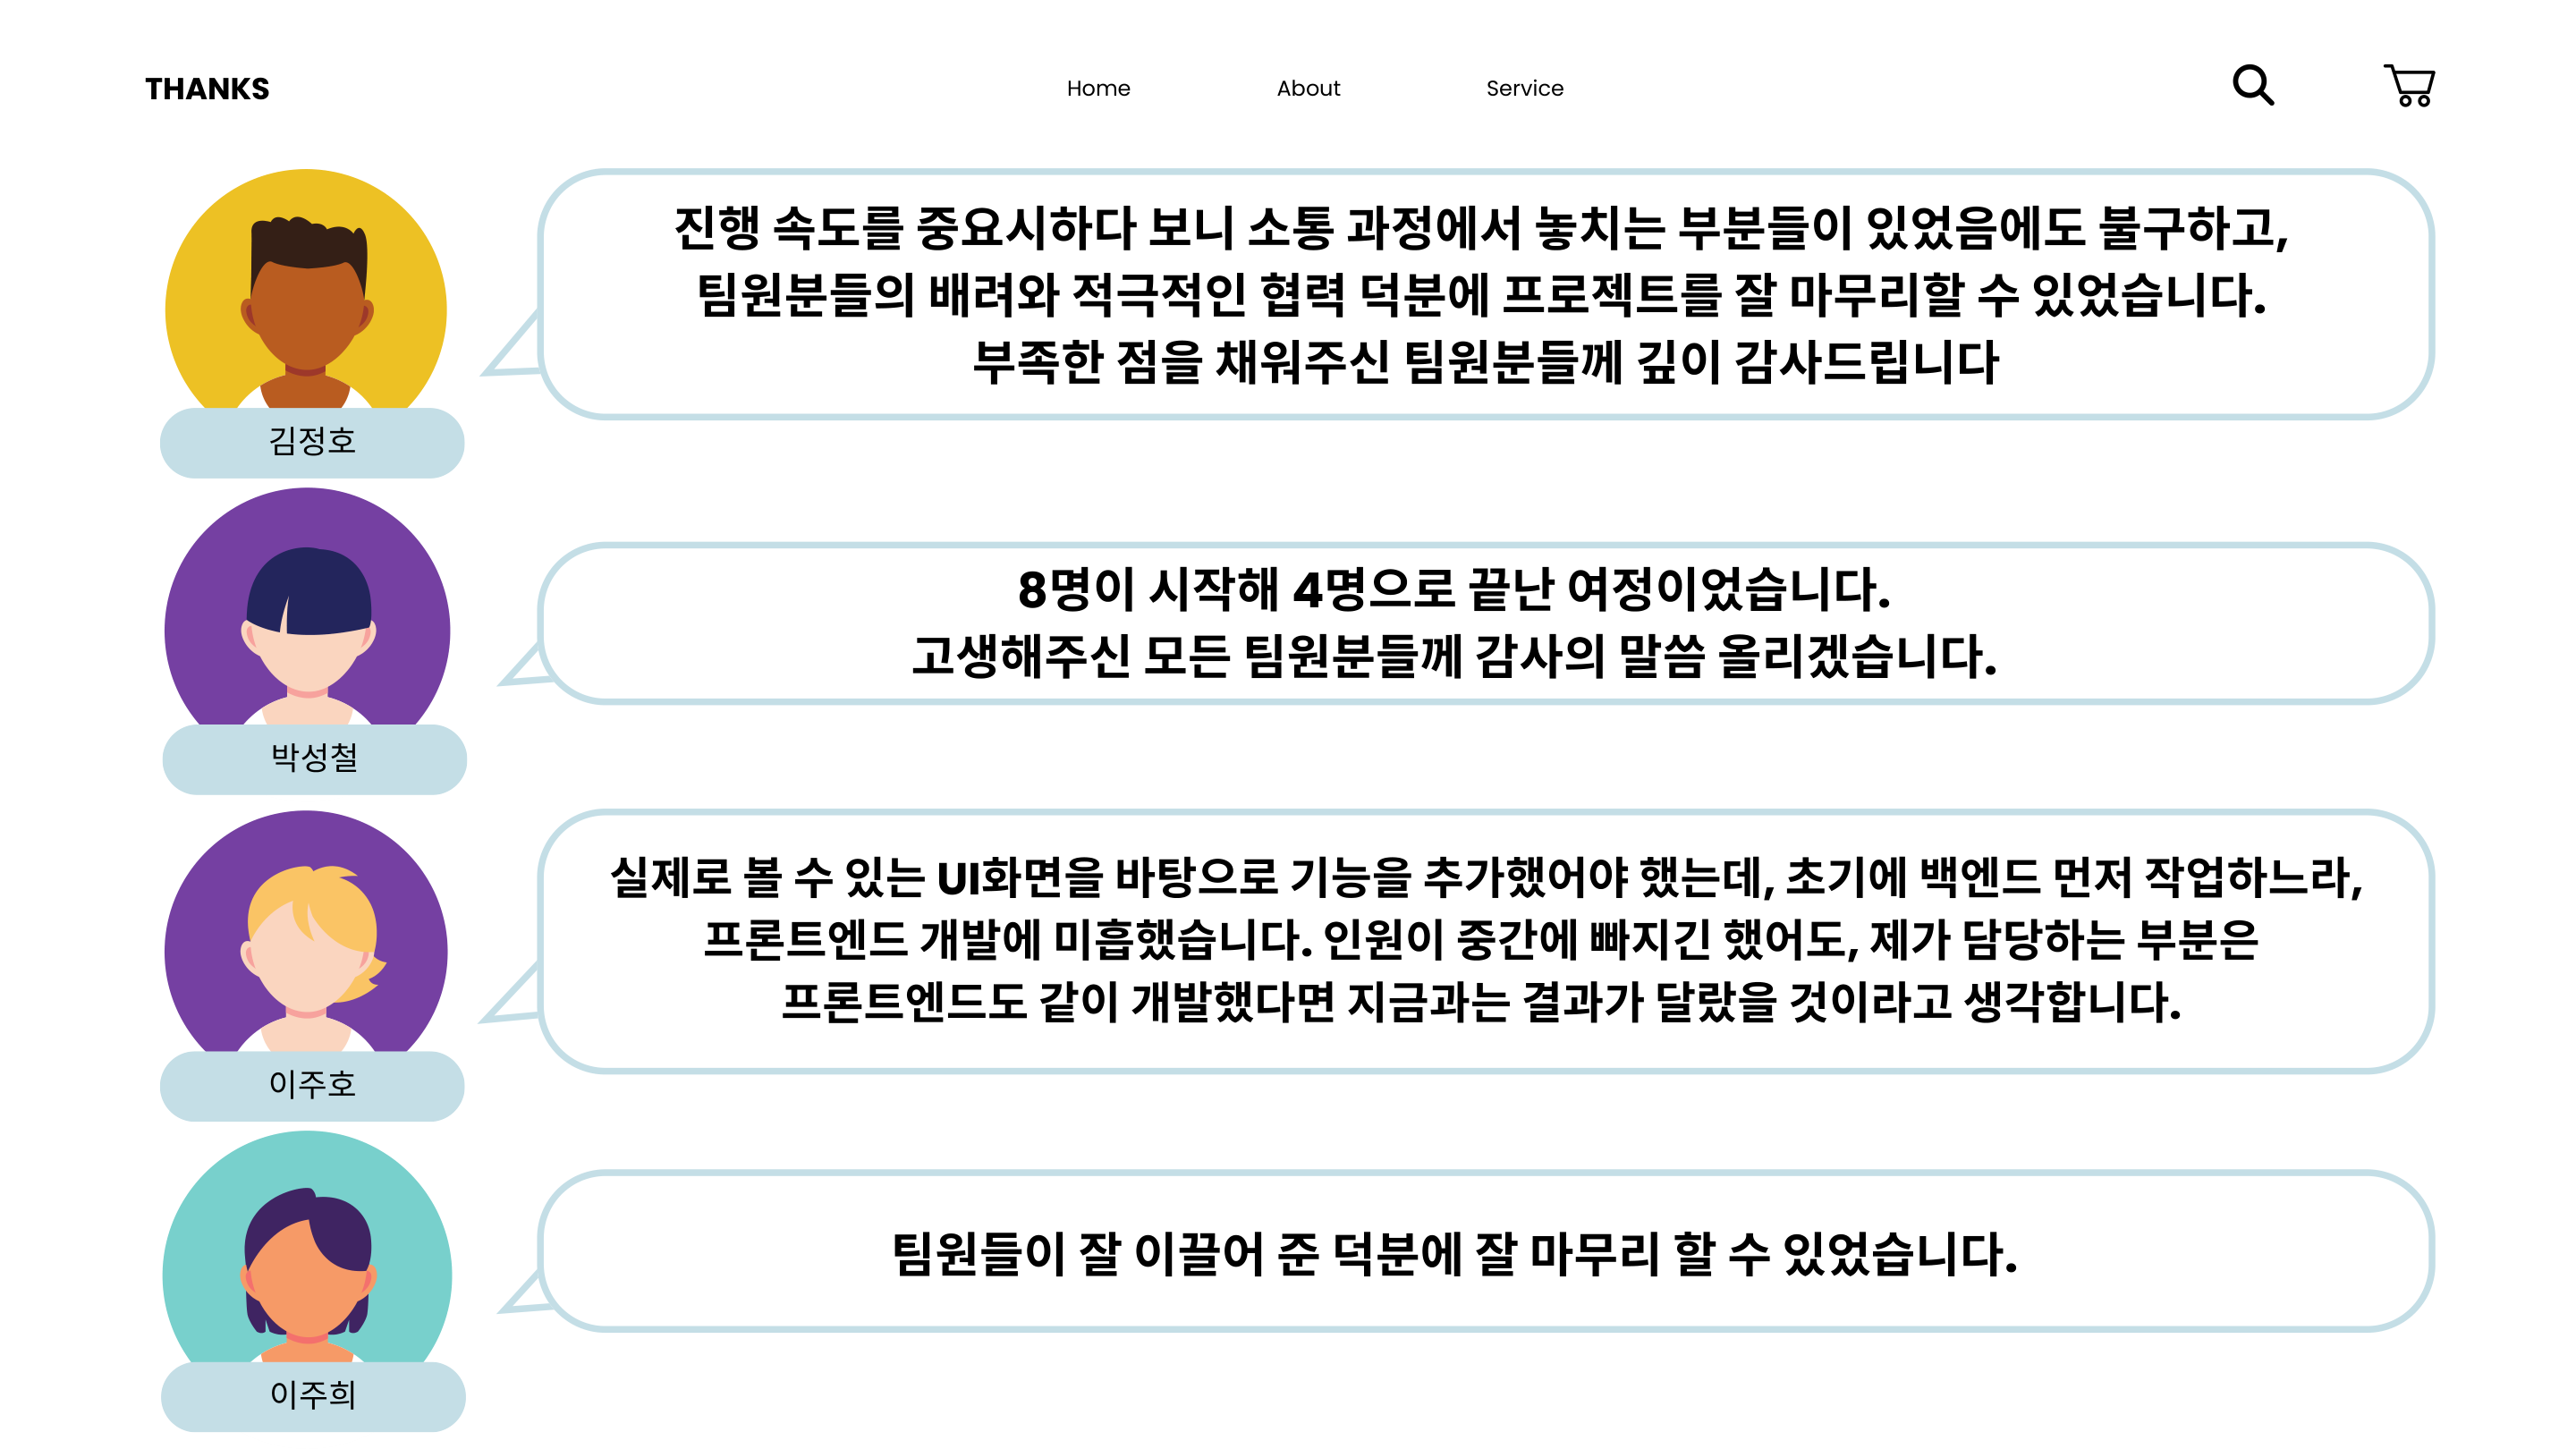 THANKS
Home
About
Service
진행 속도를 중요시하다 보니 소통 과정에서 놓치는 부분들이 있었음에도 불구하고,
팀원분들의 배려와 적극적인 협력 덕분에 프로젝트를 잘 마무리할 수 있었습니다.
부족한 점을 채워주신 팀원분들께 깊이 감사드립니다
김정호
8명이 시작해 4명으로 끝난 여정이었습니다.
고생해주신 모든 팀원분들께 감사의 말씀 올리겠습니다.
박성철
실제로 볼 수 있는 UI화면을 바탕으로 기능을 추가했어야 했는데, 초기에 백엔드 먼저 작업하느라,
프론트엔드 개발에 미흡했습니다. 인원이 중간에 빠지긴 했어도, 제가 담당하는 부분은
프론트엔드도 같이 개발했다면 지금과는 결과가 달랐을 것이라고 생각합니다.
이주호
팀원들이 잘 이끌어 준 덕분에 잘 마무리 할 수 있었습니다.
이주희